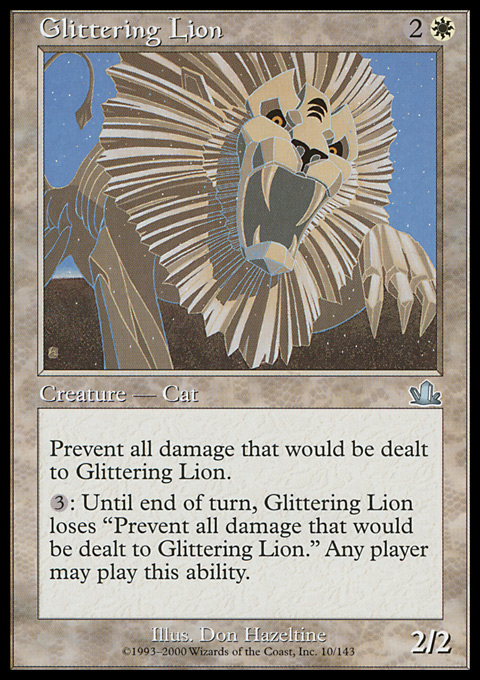 Glittering Lion 2
Creature — Cat
Prevent all damage that would be dealt
to Glittering Lion.
3: Until end of turn, Glittering Lion
loses “Prevent all damage that would
be dealt to Glittering Lion.” Any player
may play this ability.
Illus. Don Hazeltine
2/2
©1993–2000 Wizards of the Coast, Inc. 10/143